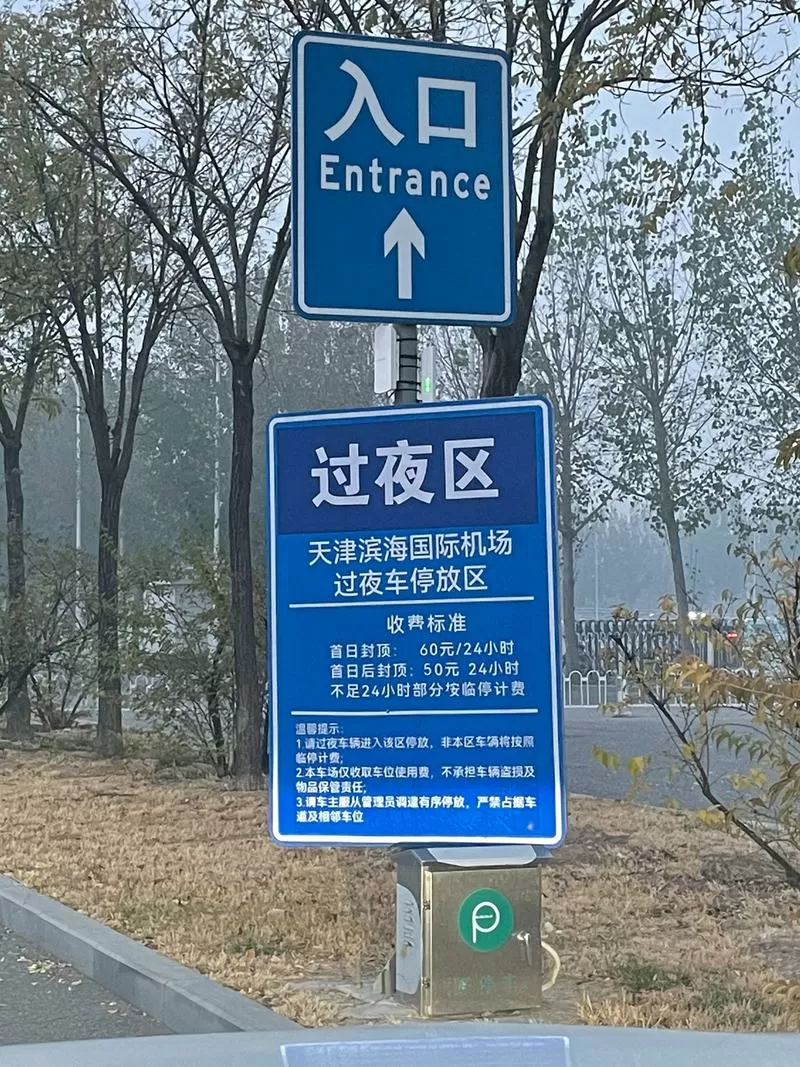 入口
Entrance
过夜区
天津滨海国际机场
过夜车停放区
收费标准
首日封顶： 60元/24小时
首日后封顶：50元 24小时
不足24小时部分按临停计费
温馨提示：
1.请过夜车辆进入该区停放，非本区车辆将按照
临停计费；
2.本车场仅收取车位使用费，不承担车辆盗损及
物品保管责任；
3.请车主服从管理员调遣有序停放，严禁占据车
道及相邻车位
P